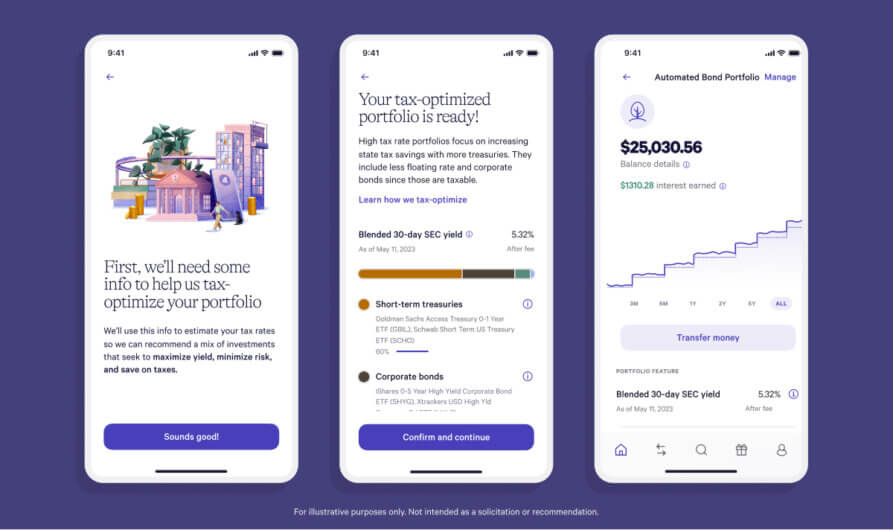 9:41
First, we'll need some
info to help us tax-
optimize your portfolio
We'll use this info to estimate your tax rates
so we can recommend a mix of investments
that seek to maximize yield, minimize risk,
and save on taxes.
Sounds good!
9:41
Your tax-optimized
portfolio is ready!
High tax rate portfolios focus on increasing
state tax savings with more treasuries. They
include less floating rate and corporate
bonds since those are taxable.
Learn how we tax-optimize
Blended 30-day SEC yield 5.32%
As of May 11, 2023 After fee
Short-term treasuries
Goldman Sachs Access Treasury 0-1 Year
ETF (GBIL), Schwab Short Term US Treasury
ETF (SCHO)
60%
Corporate bonds
iShares 0-5 Year High Yield Corporate Bond
ETF (SHYG), Xtrackers USD High Yld
Confirm and continue
9:41
Automated Bond Portfolio Manage
$25,030.56
Balance details
$1310.28 interest earned
3M 6M 1Y 2Y 5Y ALL
Transfer money
PORTFOLIO FEATURE
Blended 30-day SEC yield 5.32%
As of May 11, 2023 After fee
For illustrative purposes only. Not intended as a solicitation or recommendation.